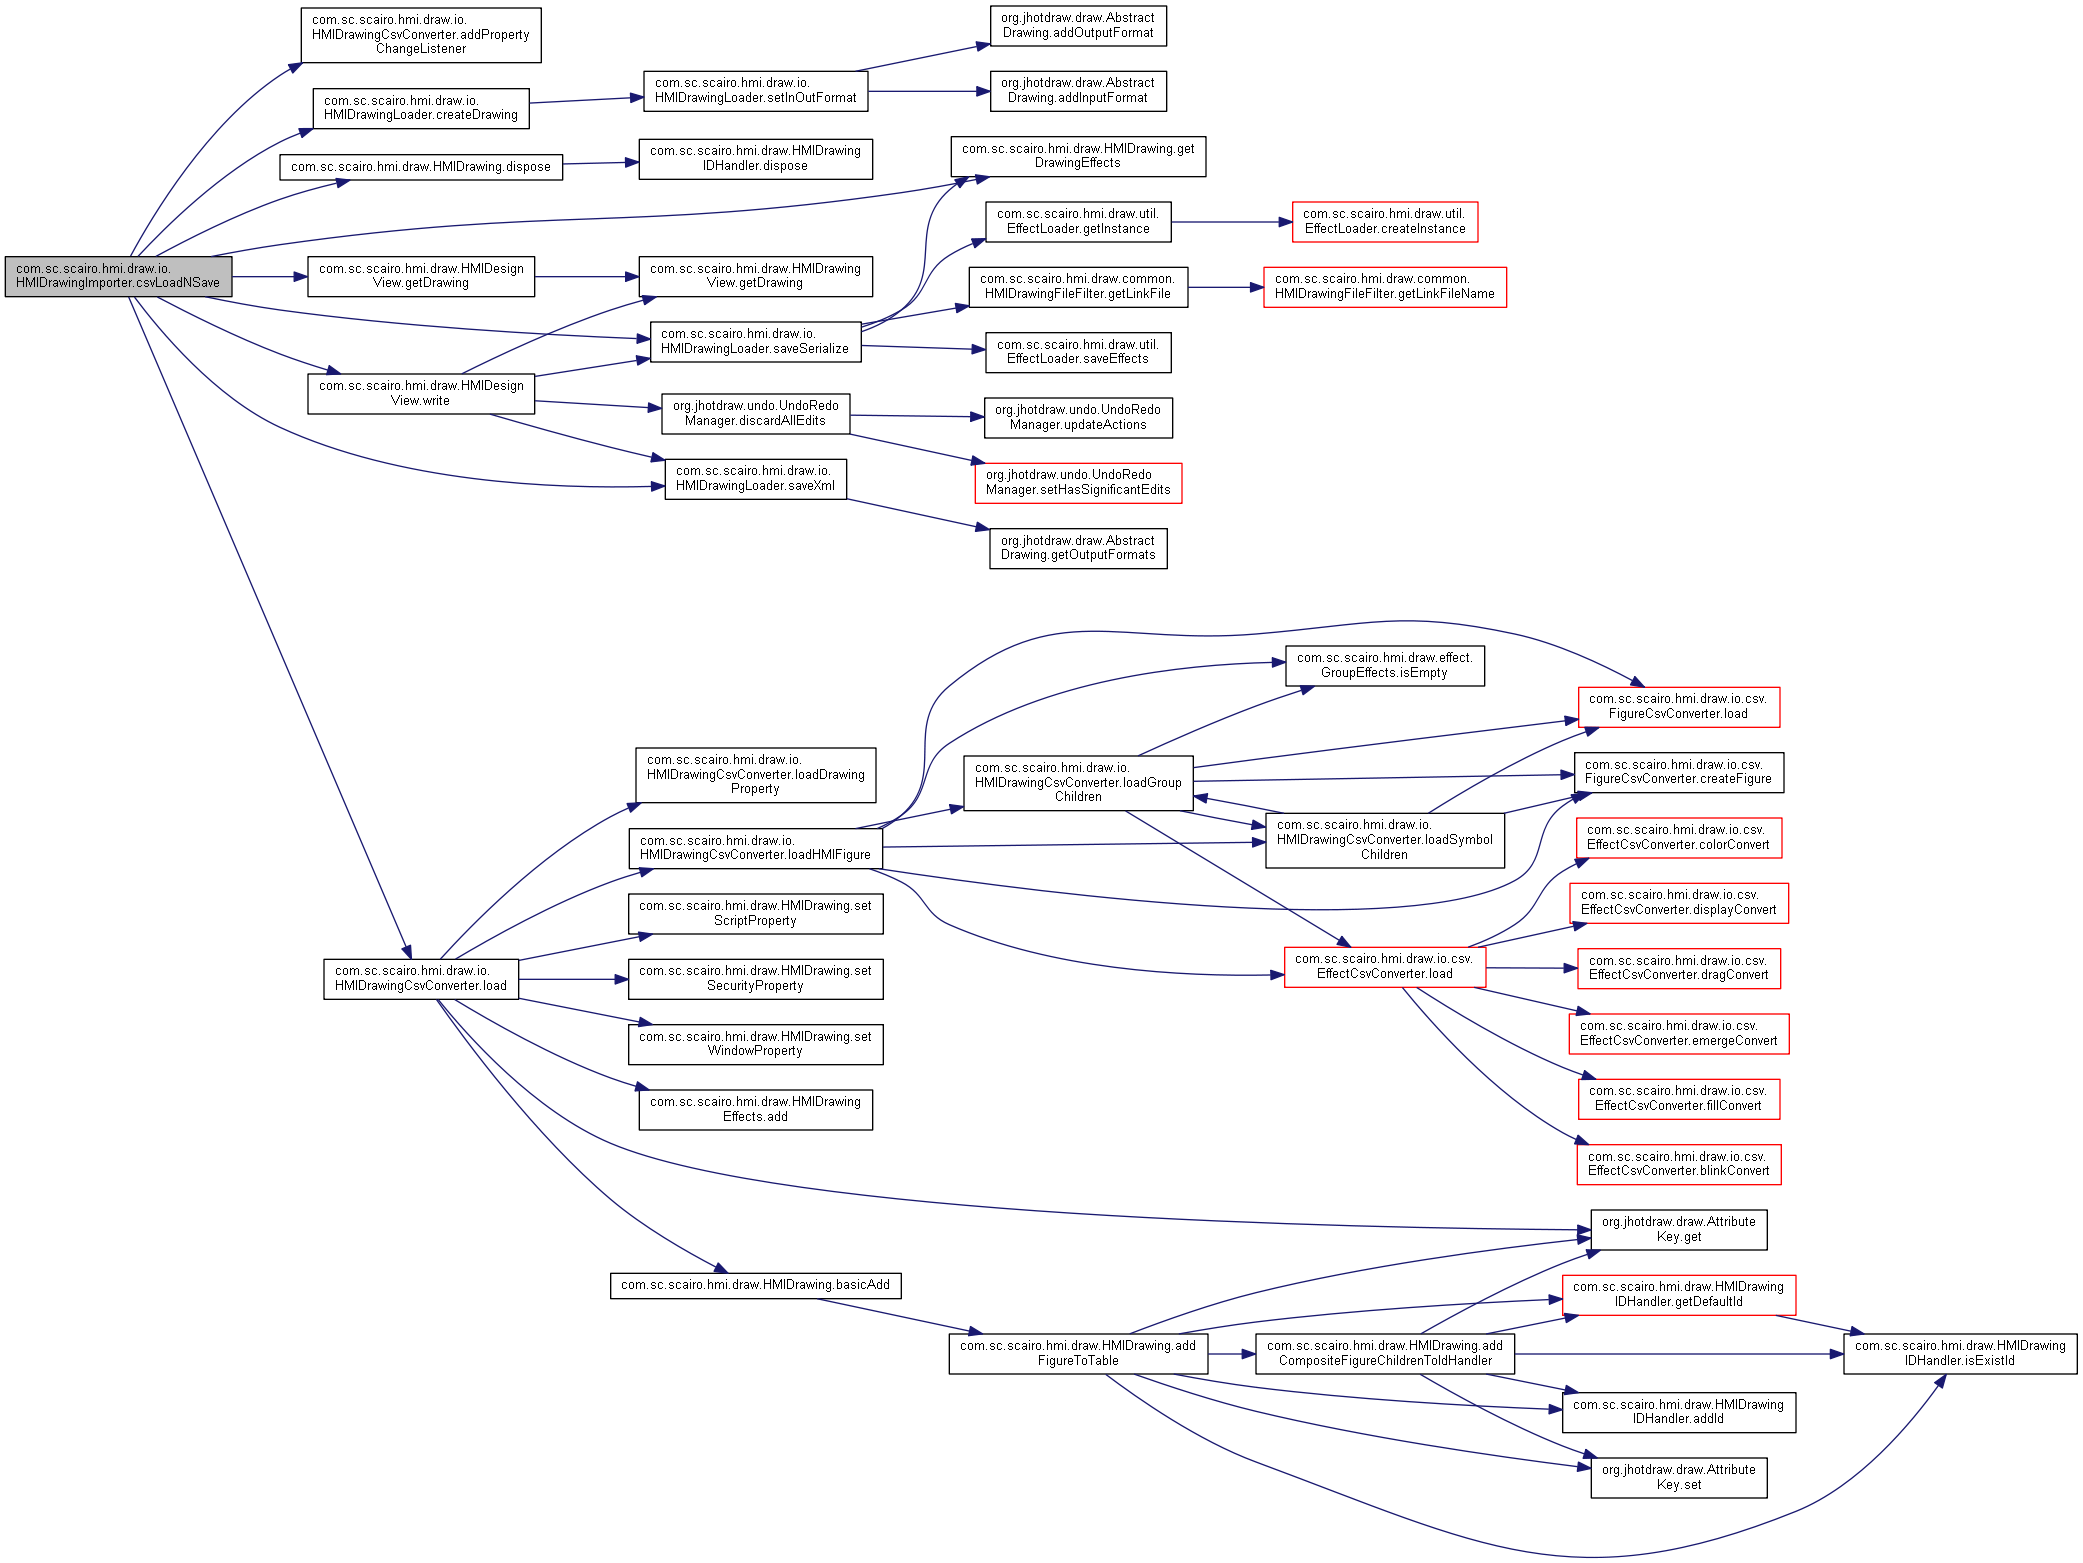 com.sc.scairo.hmi.draw.io.
HMIDrawingImporter.csvLoadNSave
com.sc.scairo.hmi.draw.io.
HMIDrawingCsvConverter.addProperty
ChangeListener
com.sc.scairo.hmi.draw.io.
HMIDrawingLoader.createDrawing
com.sc.scairo.hmi.draw.HMIDrawing.dispose
com.sc.scairo.hmi.draw.HMIDesign
View.getDrawing
com.sc.scairo.hmi.draw.HMIDesign
View.write
com.sc.scairo.hmi.draw.io.
HMIDrawingCsvConverter.load
com.sc.scairo.hmi.draw.io.
HMIDrawingLoader.setInOutFormat
com.sc.scairo.hmi.draw.HMIDrawing
IDHandler.dispose
com.sc.scairo.hmi.draw.HMIDrawing
View.getDrawing
com.sc.scairo.hmi.draw.io.
HMIDrawingLoader.saveSerialize
org.jhotdraw.undo.UndoRedo
Manager.discardAllEdits
com.sc.scairo.hmi.draw.io.
HMIDrawingLoader.saveXml
com.sc.scairo.hmi.draw.io.
HMIDrawingCsvConverter.loadDrawing
Property
com.sc.scairo.hmi.draw.io.
HMIDrawingCsvConverter.loadHMIFigure
com.sc.scairo.hmi.draw.HMIDrawing.set
ScriptProperty
com.sc.scairo.hmi.draw.HMIDrawing.set
SecurityProperty
com.sc.scairo.hmi.draw.HMIDrawing.set
WindowProperty
com.sc.scairo.hmi.draw.HMIDrawing
Effects.add
com.sc.scairo.hmi.draw.HMIDrawing.basicAdd
org.jhotdraw.draw.Abstract
Drawing.addOutputFormat
org.jhotdraw.draw.Abstract
Drawing.addInputFormat
com.sc.scairo.hmi.draw.HMIDrawing.get
DrawingEffects
com.sc.scairo.hmi.draw.util.
EffectLoader.getInstance
com.sc.scairo.hmi.draw.common.
HMIDrawingFileFilter.getLinkFile
com.sc.scairo.hmi.draw.util.
EffectLoader.saveEffects
org.jhotdraw.undo.UndoRedo
Manager.updateActions
org.jhotdraw.undo.UndoRedo
Manager.setHasSignificantEdits
org.jhotdraw.draw.Abstract
Drawing.getOutputFormats
com.sc.scairo.hmi.draw.io.
HMIDrawingCsvConverter.loadGroup
Children
com.sc.scairo.hmi.draw.HMIDrawing.add
FigureToTable
com.sc.scairo.hmi.draw.util.
EffectLoader.createInstance
com.sc.scairo.hmi.draw.common.
HMIDrawingFileFilter.getLinkFileName
com.sc.scairo.hmi.draw.effect.
GroupEffects.isEmpty
com.sc.scairo.hmi.draw.io.
HMIDrawingCsvConverter.loadSymbol
Children
com.sc.scairo.hmi.draw.io.csv.
EffectCsvConverter.load
com.sc.scairo.hmi.draw.HMIDrawing.add
CompositeFigureChildrenToIdHandler
com.sc.scairo.hmi.draw.io.csv.
FigureCsvConverter.load
com.sc.scairo.hmi.draw.io.csv.
FigureCsvConverter.createFigure
com.sc.scairo.hmi.draw.io.csv.
EffectCsvConverter.colorConvert
com.sc.scairo.hmi.draw.io.csv.
EffectCsvConverter.displayConvert
com.sc.scairo.hmi.draw.io.csv.
EffectCsvConverter.dragConvert
com.sc.scairo.hmi.draw.io.csv.
EffectCsvConverter.emergeConvert
com.sc.scairo.hmi.draw.io.csv.
EffectCsvConverter.fillConvert
com.sc.scairo.hmi.draw.io.csv.
EffectCsvConverter.blinkConvert
org.jhotdraw.draw.Attribute
Key.get
com.sc.scairo.hmi.draw.HMIDrawing
IDHandler.getDefaultId
com.sc.scairo.hmi.draw.HMIDrawing
IDHandler.addId
org.jhotdraw.draw.Attribute
Key.set
com.sc.scairo.hmi.draw.HMIDrawing
IDHandler.isExistId